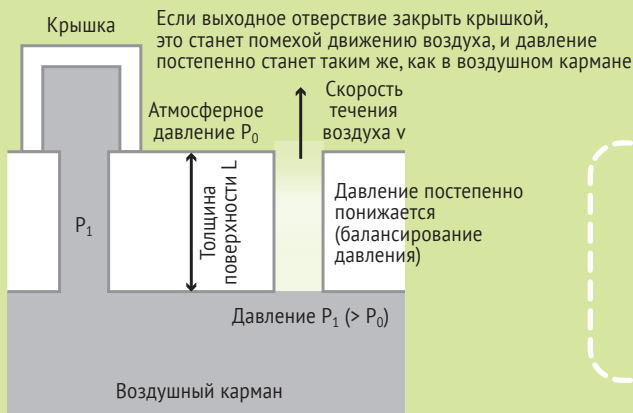 Крышка
Если выходное отверствие закрыть крышкой,
это станет помехой движению воздуха, и давление
постепенно станет таким же, как в воздушном кармане
Атмосферное
давление P₀
Скорость
течения
воздуха v
P₁
Толщина
поверхности L
Давление постепенно
понижается
(балансирование
давления)
Давление P₁ (> P₀)
Воздушный карман